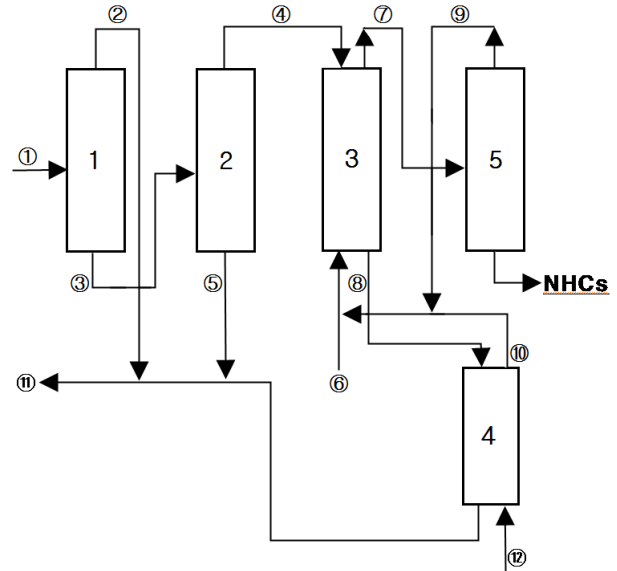 ② ④ ⑦ ⑨
① 1 2 3 5
③ ⑤ ⑧ NHCs
⑪ ⑥ ⑩
4
⑫